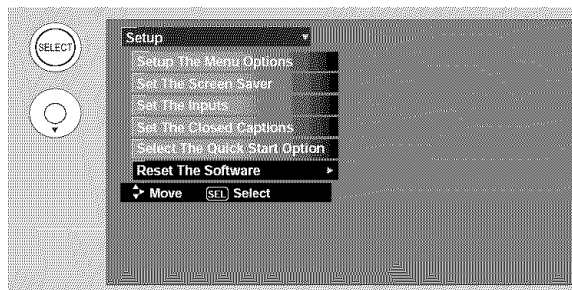 SELECT
Setup
Setup The Menu Options
Set The Screen Saver
Set The Inputs
Set The Closed Captions
Select The Quick Start Option
Reset The Software
Move SEL Select